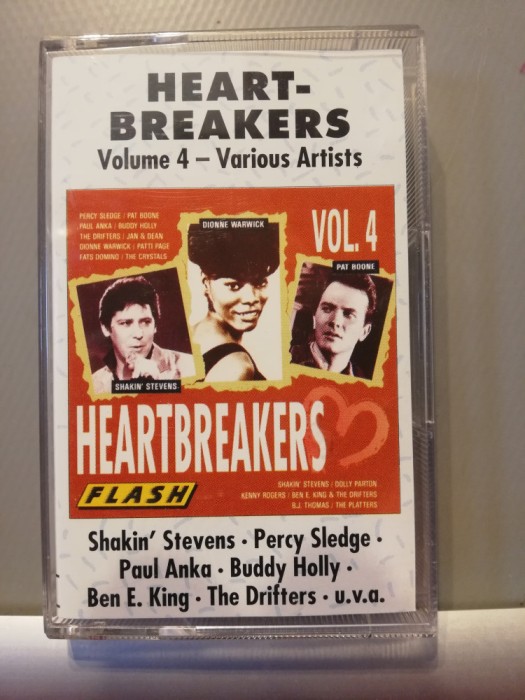 HEART-
BREAKERS
Volume 4 – Various Artists
PERCY SLEDGE / PAT BOONE
PAUL ANKA / BUDDY HOLLY
THE DRIFTERS / JAN & DEAN
DIONNE WARWICK / PATTI PAGE
FATS DOMINO / THE CRYSTALS
DIONNE WARWICK
VOL. 4
PAT BOONE
SHAKIN' STEVENS
HEARTBREAKERS
FLASH
SHAKIN' STEVENS / DOLLY PARTON
KENNY ROGERS / BEN E. KING & THE DRIFTERS
B.J. THOMAS / THE PLATTERS
Shakin' Stevens · Percy Sledge ·
Paul Anka · Buddy Holly ·
Ben E. King · The Drifters · u.v.a.